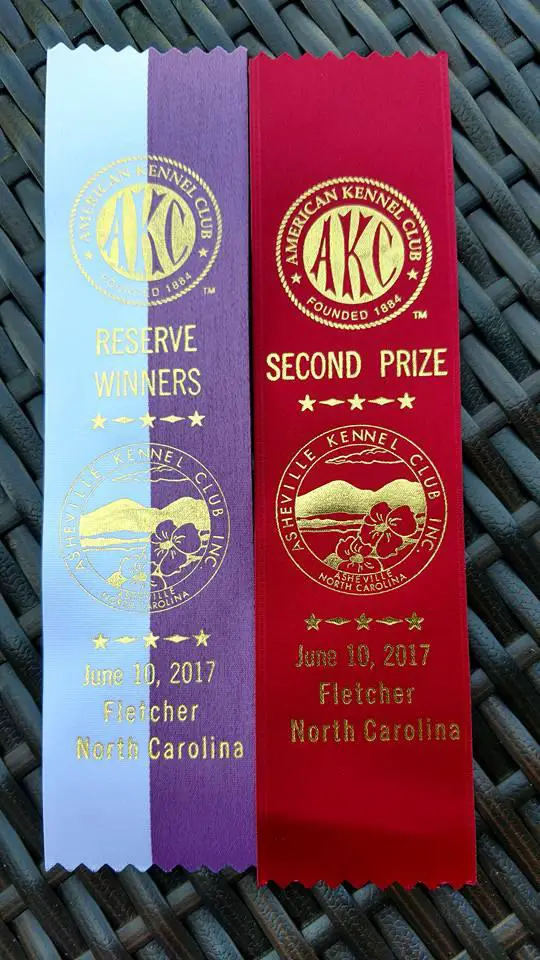 AMERICAN KENNEL CLUB
AKC
FOUNDED 1884
TM
RESERVE
WINNERS
ASHEVILLE KENNEL CLUB INC.
ASHEVILLE
NORTH CAROLINA
June 10, 2017
Fletcher
North Carolina
AMERICAN KENNEL CLUB
AKC
FOUNDED 1884
TM
SECOND PRIZE
ASHEVILLE KENNEL CLUB INC.
ASHEVILLE
NORTH CAROLINA
June 10, 2017
Fletcher
North Carolina